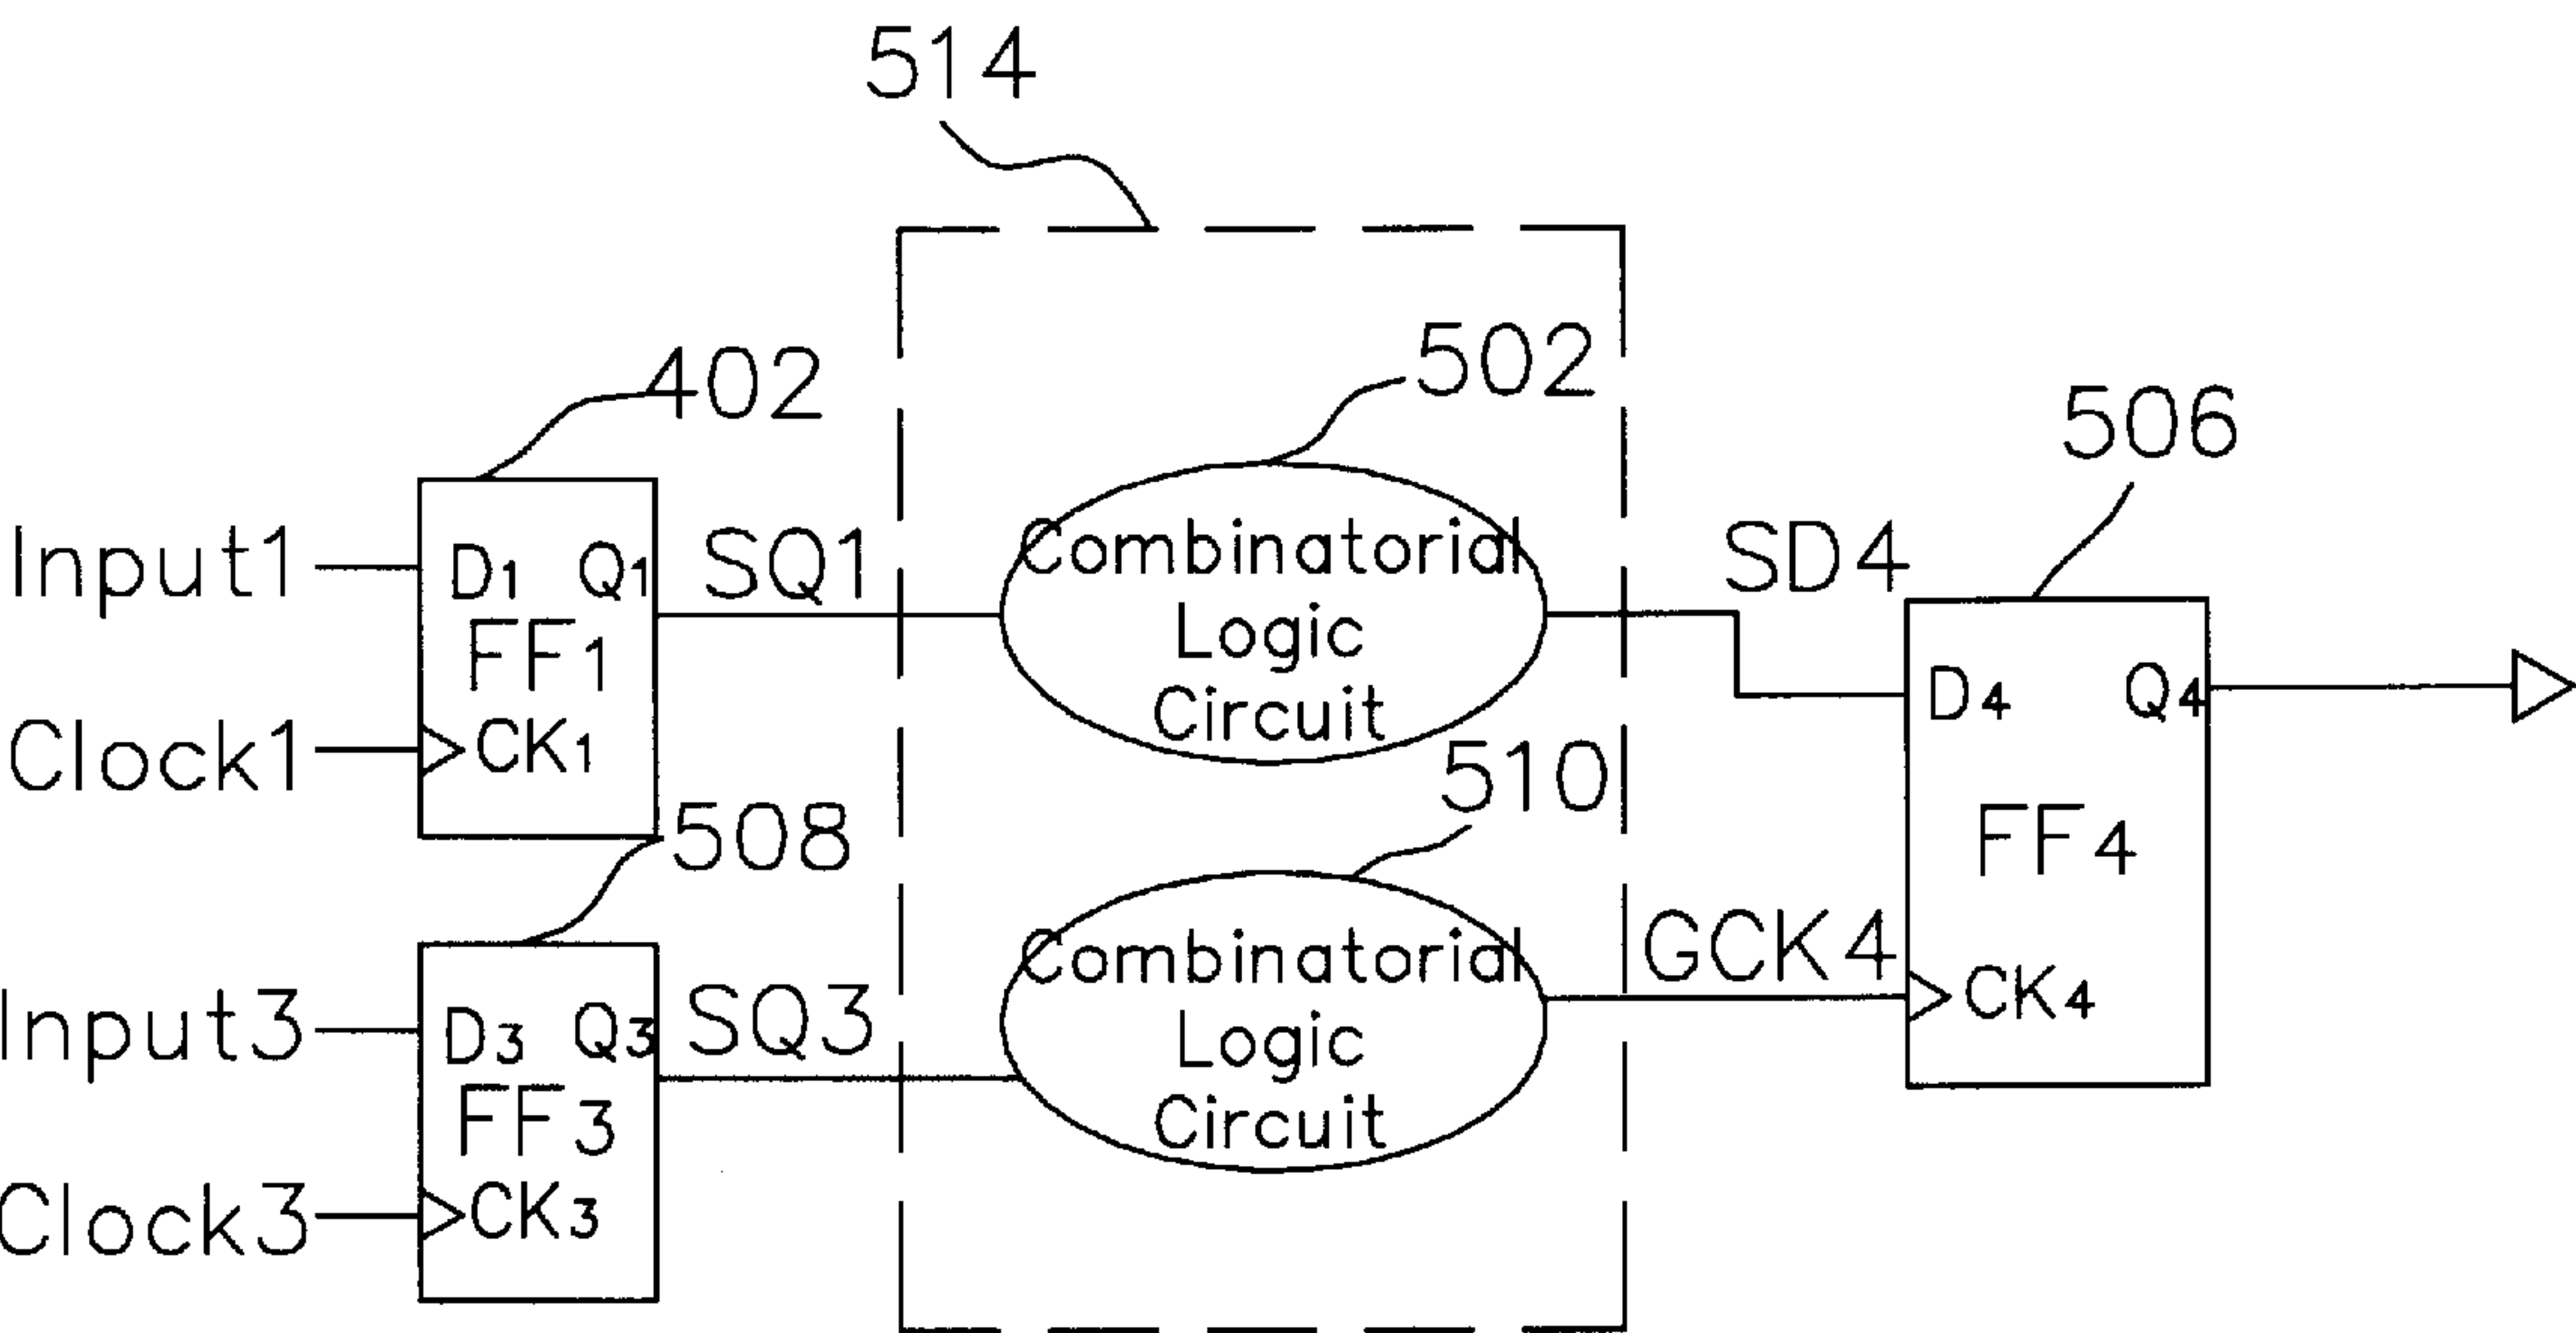 514
402
502
506
Input1
D1 Q1
SQ1
FF1
Clock1
CK1
Combinatorial
Logic
Circuit
SD4
D4 Q4
FF4
GCK4
CK4
508
510
Input3
D3 Q3
SQ3
FF3
Clock3
CK3
Combinatorial
Logic
Circuit